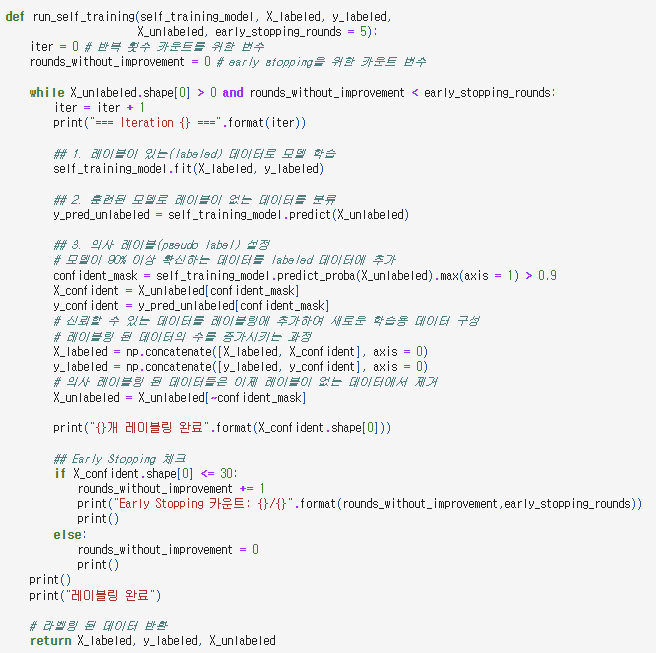 def run_self_training(self_training_model, X_labeled, y_labeled,
                      X_unlabeled, early_stopping_rounds = 5):
    iter = 0 # 반복 횟수 카운트를 위한 변수
    rounds_without_improvement = 0 # early stopping을 위한 카운트 변수

    while X_unlabeled.shape[0] > 0 and rounds_without_improvement < early_stopping_rounds:
        iter = iter + 1
        print("=== Iteration {} ===".format(iter))

        ## 1. 레이블이 있는(labeled) 데이터로 모델 학습
        self_training_model.fit(X_labeled, y_labeled)

        ## 2. 훈련된 모델로 레이블이 없는 데이터를 분류
        y_pred_unlabeled = self_training_model.predict(X_unlabeled)

        ## 3. 의사 레이블(pseudo label) 설정
        # 모델이 90% 이상 확신하는 데이터를 labeled 데이터에 추가
        confident_mask = self_training_model.predict_proba(X_unlabeled).max(axis = 1) > 0.9
        X_confident = X_unlabeled[confident_mask]
        y_confident = y_pred_unlabeled[confident_mask]
        # 신뢰할 수 있는 데이터를 레이블링에 추가하여 새로운 학습용 데이터 구성
        # 레이블링 된 데이터의 수를 증가시키는 과정
        X_labeled = np.concatenate([X_labeled, X_confident], axis = 0)
        y_labeled = np.concatenate([y_labeled, y_confident], axis = 0)
        # 의사 레이블링 된 데이터들은 이제 레이블이 없는 데이터에서 제거
        X_unlabeled = X_unlabeled[~confident_mask]

        print("{}개 레이블링 완료".format(X_confident.shape[0]))

        ## Early Stopping 체크
        if X_confident.shape[0] <= 30:
            rounds_without_improvement += 1
            print("Early Stopping 카운트: {}/{}".format(rounds_without_improvement,early_stopping_rounds))
            print()
        else:
            rounds_without_improvement = 0
            print()
    print()
    print("레이블링 완료")

    # 라벨링 된 데이터 반환
    return X_labeled, y_labeled, X_unlabeled